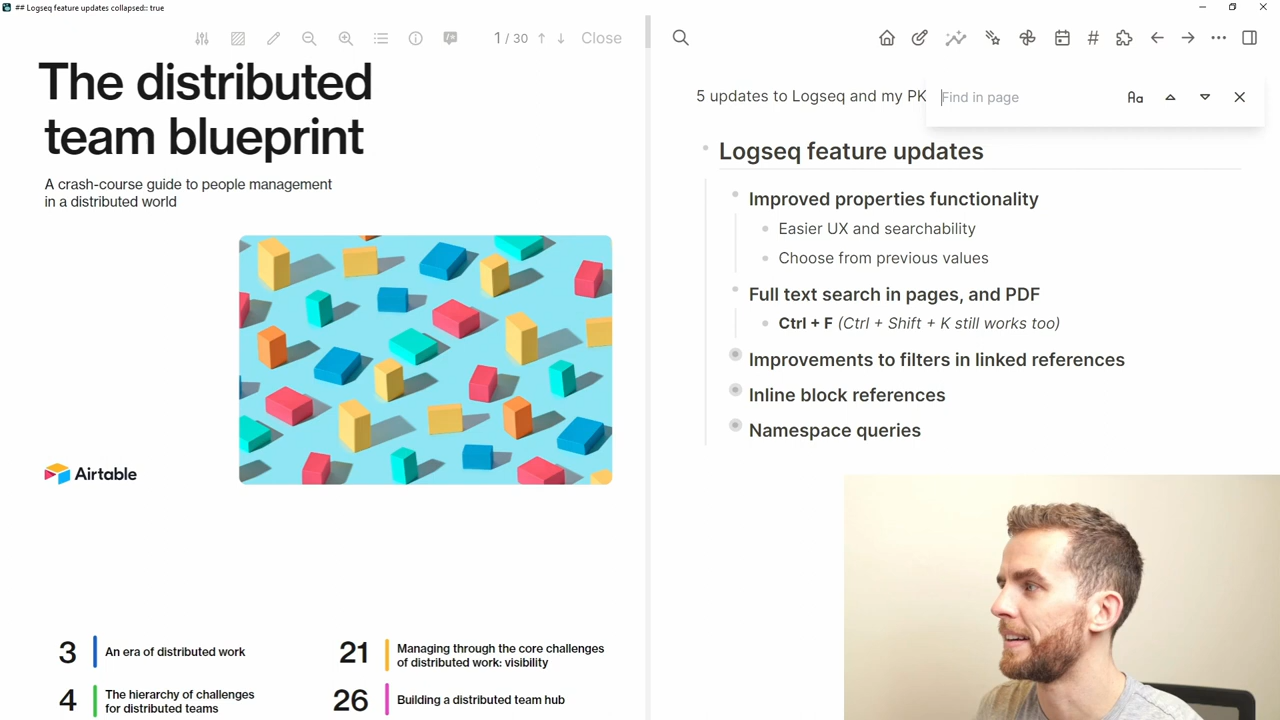 ## Logseq feature updates collapsed:: true
1 / 30
Close
The distributed
team blueprint
A crash-course guide to people management
in a distributed world
Airtable
3
An era of distributed work
4
The hierarchy of challenges
for distributed teams
21
Managing through the core challenges
of distributed work: visibility
26
Building a distributed team hub
5 updates to Logseq and my PK
Find in page
Aa
Logseq feature updates
Improved properties functionality
Easier UX and searchability
Choose from previous values
Full text search in pages, and PDF
Ctrl + F (Ctrl + Shift + K still works too)
Improvements to filters in linked references
Inline block references
Namespace queries